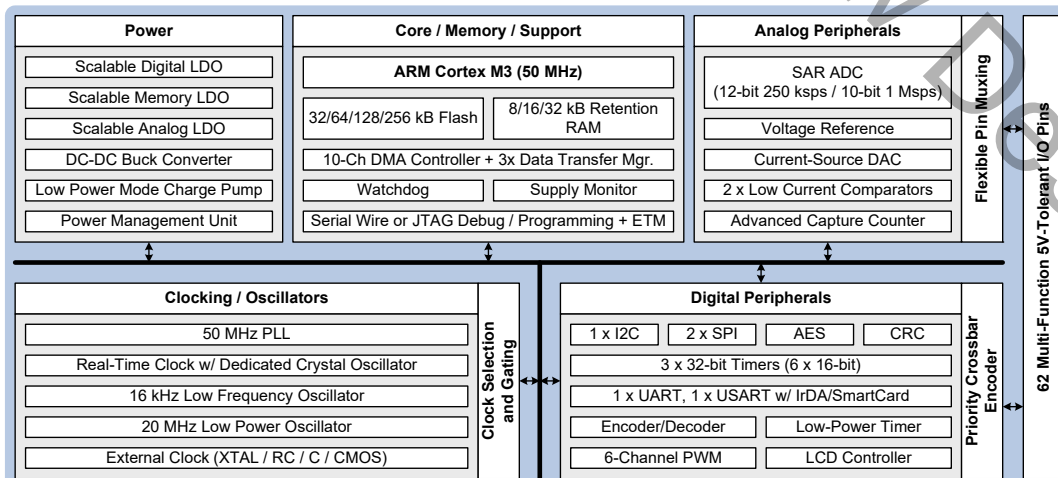 Power
Scalable Digital LDO
Scalable Memory LDO
Scalable Analog LDO
DC-DC Buck Converter
Low Power Mode Charge Pump
Power Management Unit
Core / Memory / Support
ARM Cortex M3 (50 MHz)
32/64/128/256 kB Flash
8/16/32 kB Retention
RAM
10-Ch DMA Controller + 3x Data Transfer Mgr.
Watchdog
Supply Monitor
Serial Wire or JTAG Debug / Programming + ETM
Analog Peripherals
SAR ADC
(12-bit 250 ksps / 10-bit 1 Msps)
Voltage Reference
Current-Source DAC
2 x Low Current Comparators
Advanced Capture Counter
Flexible Pin Muxing
62 Multi-Function 5V-Tolerant I/O Pins
Clocking / Oscillators
50 MHz PLL
Real-Time Clock w/ Dedicated Crystal Oscillator
16 kHz Low Frequency Oscillator
20 MHz Low Power Oscillator
External Clock (XTAL / RC / C / CMOS)
Clock Selection
and Gating
Digital Peripherals
1 x I2C
2 x SPI
AES
CRC
3 x 32-bit Timers (6 x 16-bit)
1 x UART, 1 x USART w/ IrDA/SmartCard
Encoder/Decoder
Low-Power Timer
6-Channel PWM
LCD Controller
Priority Crossbar
Encoder